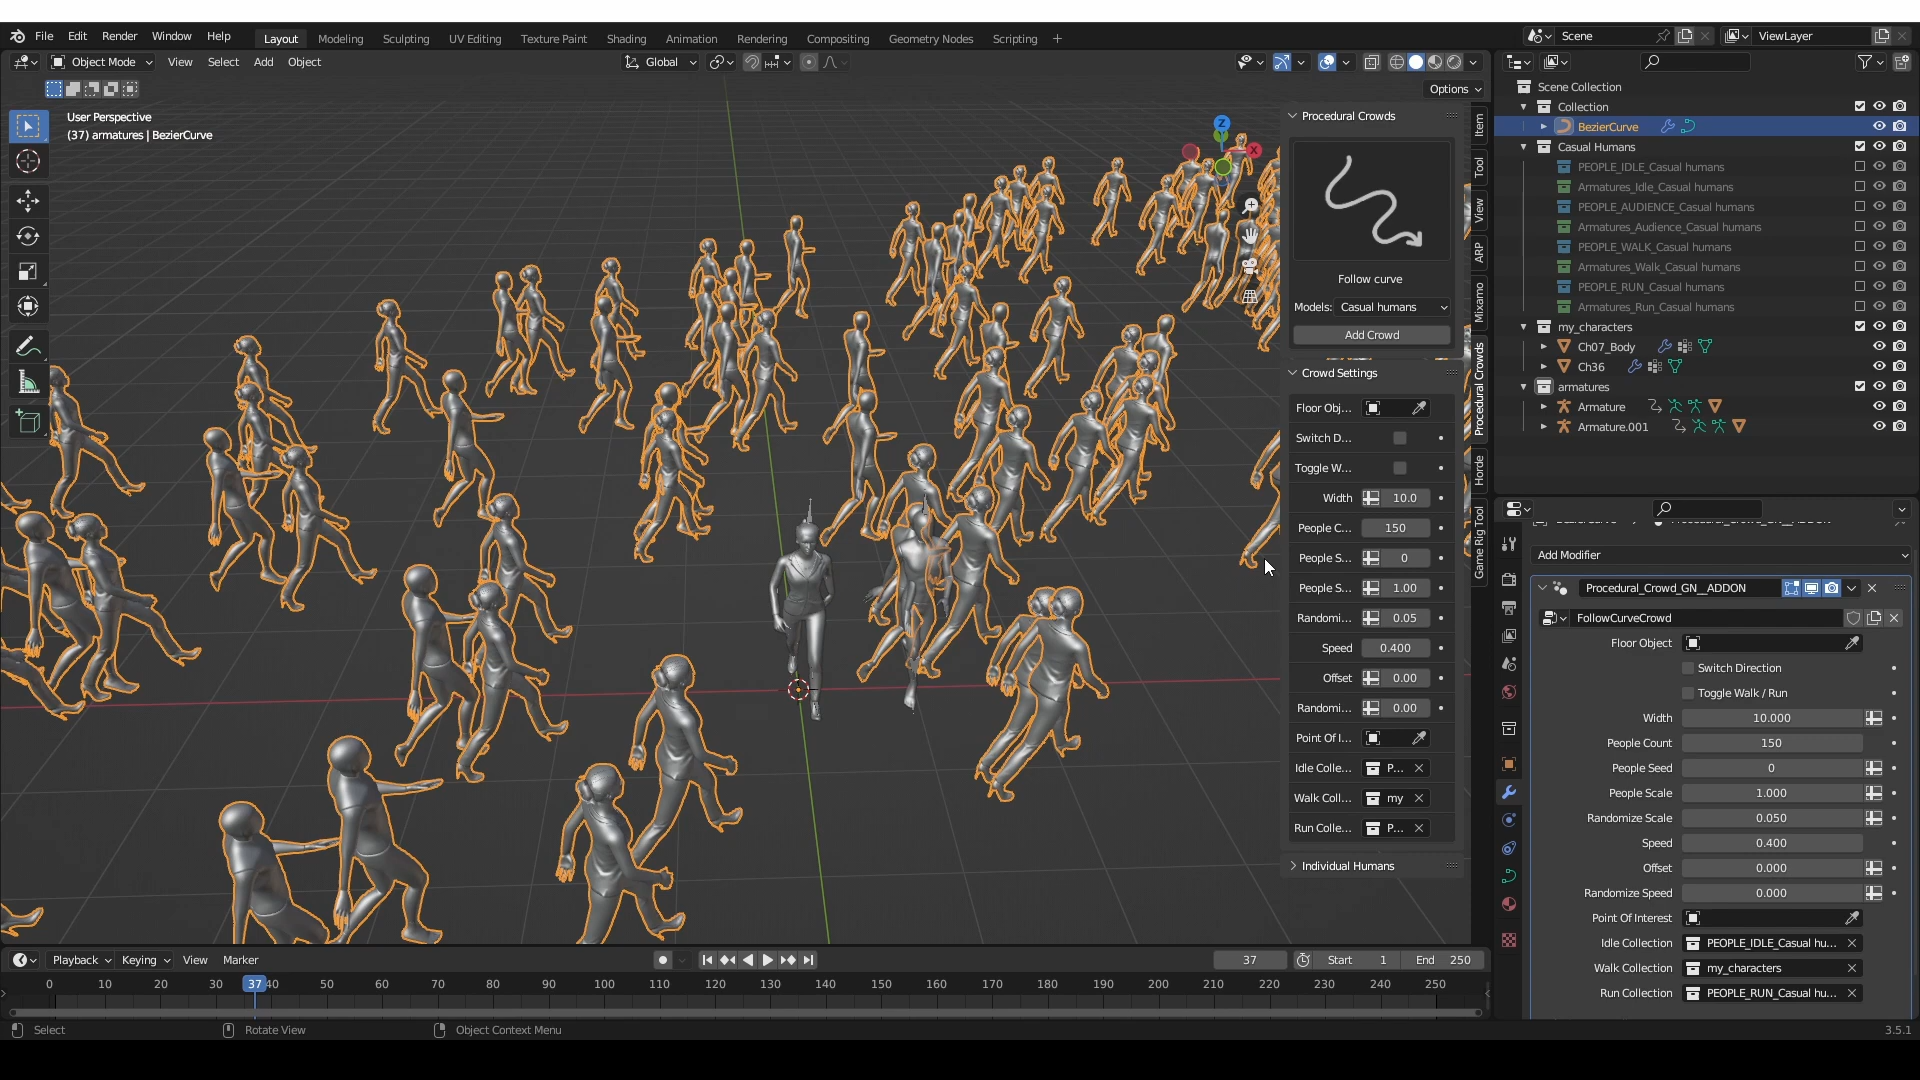 File Edit Render Window Help
Layout Modeling Sculpting UV Editing Texture Paint Shading Animation Rendering Compositing Geometry Nodes Scripting +
Scene
ViewLayer
Object Mode View Select Add Object
Global
Options
User Perspective
(37) armatures | BezierCurve
Z
X
Procedural Crowds
Follow curve
Models: Casual humans
Add Crowd
Crowd Settings
Floor Obj...
Switch D...
Toggle W...
Width 10.0
People C... 150
People S... 0
People S... 1.00
Randomi... 0.05
Speed 0.400
Offset 0.00
Randomi... 0.00
Point Of I...
Idle Colle... P...
Walk Coll... my
Run Colle... P...
Individual Humans
Item
Tool
View
ARP
Mixamo
Procedural Crowds
Horde
Game Rig Tool
Scene Collection
Collection
BezierCurve
Casual Humans
PEOPLE_IDLE_Casual humans
Armatures_Idle_Casual humans
PEOPLE_AUDIENCE_Casual humans
Armatures_Audience_Casual humans
PEOPLE_WALK_Casual humans
Armatures_Walk_Casual humans
PEOPLE_RUN_Casual humans
Armatures_Run_Casual humans
my_characters
Ch07_Body
Ch36
armatures
Armature
Armature.001
Add Modifier
Procedural_Crowd_GN__ADDON
FollowCurveCrowd
Floor Object
Switch Direction
Toggle Walk / Run
Width 10.000
People Count 150
People Seed 0
People Scale 1.000
Randomize Scale 0.050
Speed 0.400
Offset 0.000
Randomize Speed 0.000
Point Of Interest
Idle Collection PEOPLE_IDLE_Casual hu...
Walk Collection my_characters
Run Collection PEOPLE_RUN_Casual hu...
Playback Keying View Marker
37 Start 1 End 250
0 10 20 30 37 40 50 60 70 80 90 100 110 120 130 140 150 160 170 180 190 200 210 220 230 240 250
Select Rotate View Object Context Menu
3.5.1